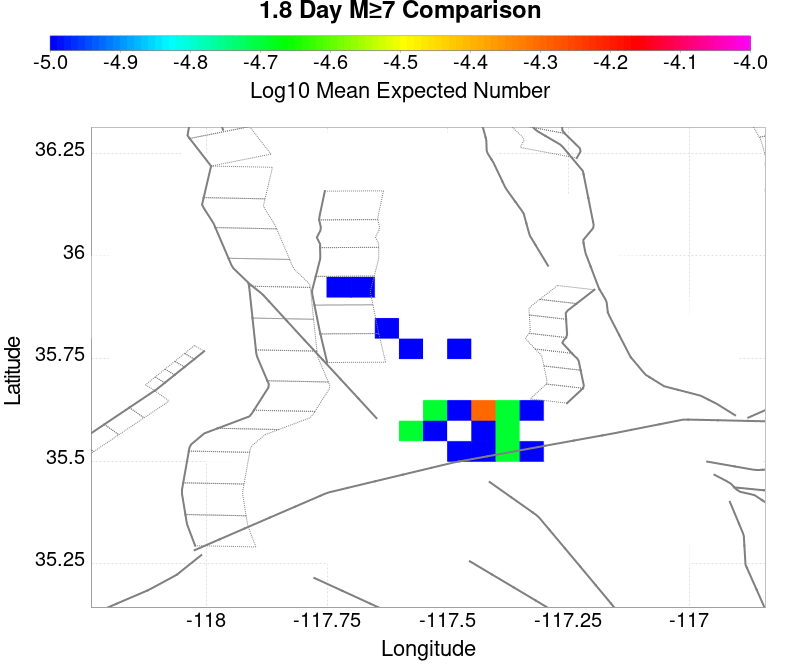 1.8 Day M≥7 Comparison
-5.0 -4.9 -4.8 -4.7 -4.6 -4.5 -4.4 -4.3 -4.2 -4.1 -4.0
Log10 Mean Expected Number
36.25
36
35.75
35.5
35.25
Latitude
-118 -117.75 -117.5 -117.25 -117
Longitude